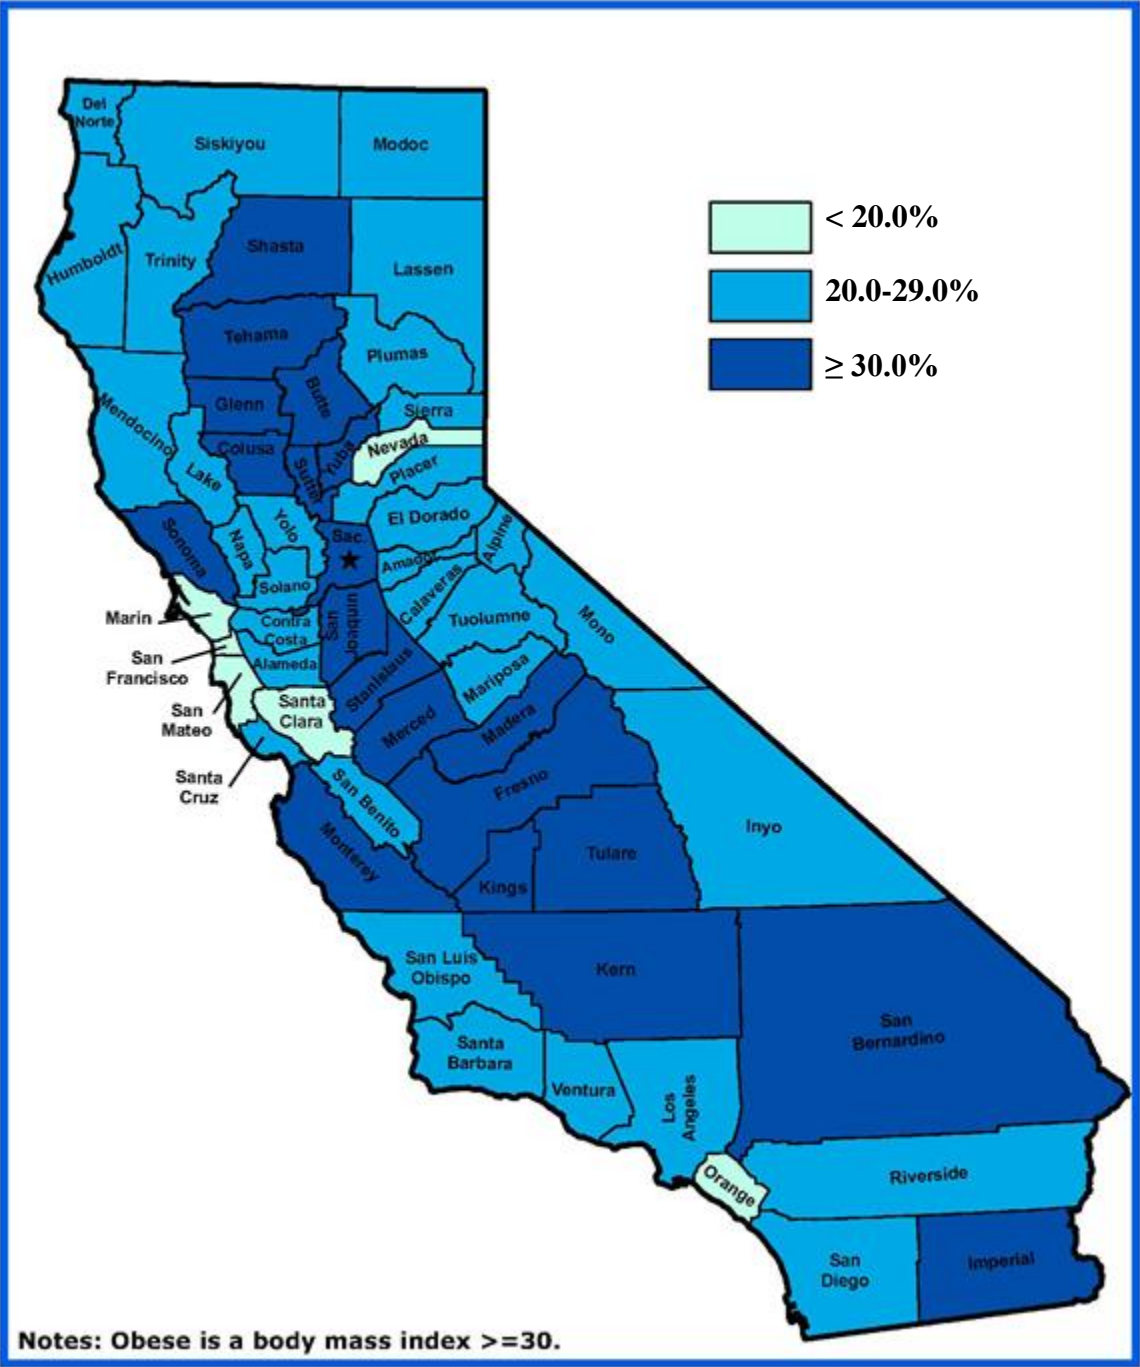 Del
Norte
Siskiyou
Modoc
< 20.0%
Humboldt
Trinity
Shasta
Lassen
20.0-29.0%
Tehama
Plumas
≥ 30.0%
Mendocino
Glenn
Butte
Sierra
Lake
Colusa
Sutter
Yuba
Nevada
Placer
Sonoma
Napa
Yolo
Sac.
El Dorado
Alpine
Amador
Solano
Calaveras
Marin
Contra
Costa
San
Joaquin
Tuolumne
Mono
San
Francisco
Alameda
Stanislaus
Mariposa
San
Mateo
Santa
Clara
Merced
Madera
Santa
Cruz
San Benito
Fresno
Inyo
Monterey
Kings
Tulare
San Luis
Obispo
Kern
San
Bernardino
Santa
Barbara
Ventura
Los
Angeles
Orange
Riverside
San
Diego
Imperial
Notes: Obese is a body mass index >=30.